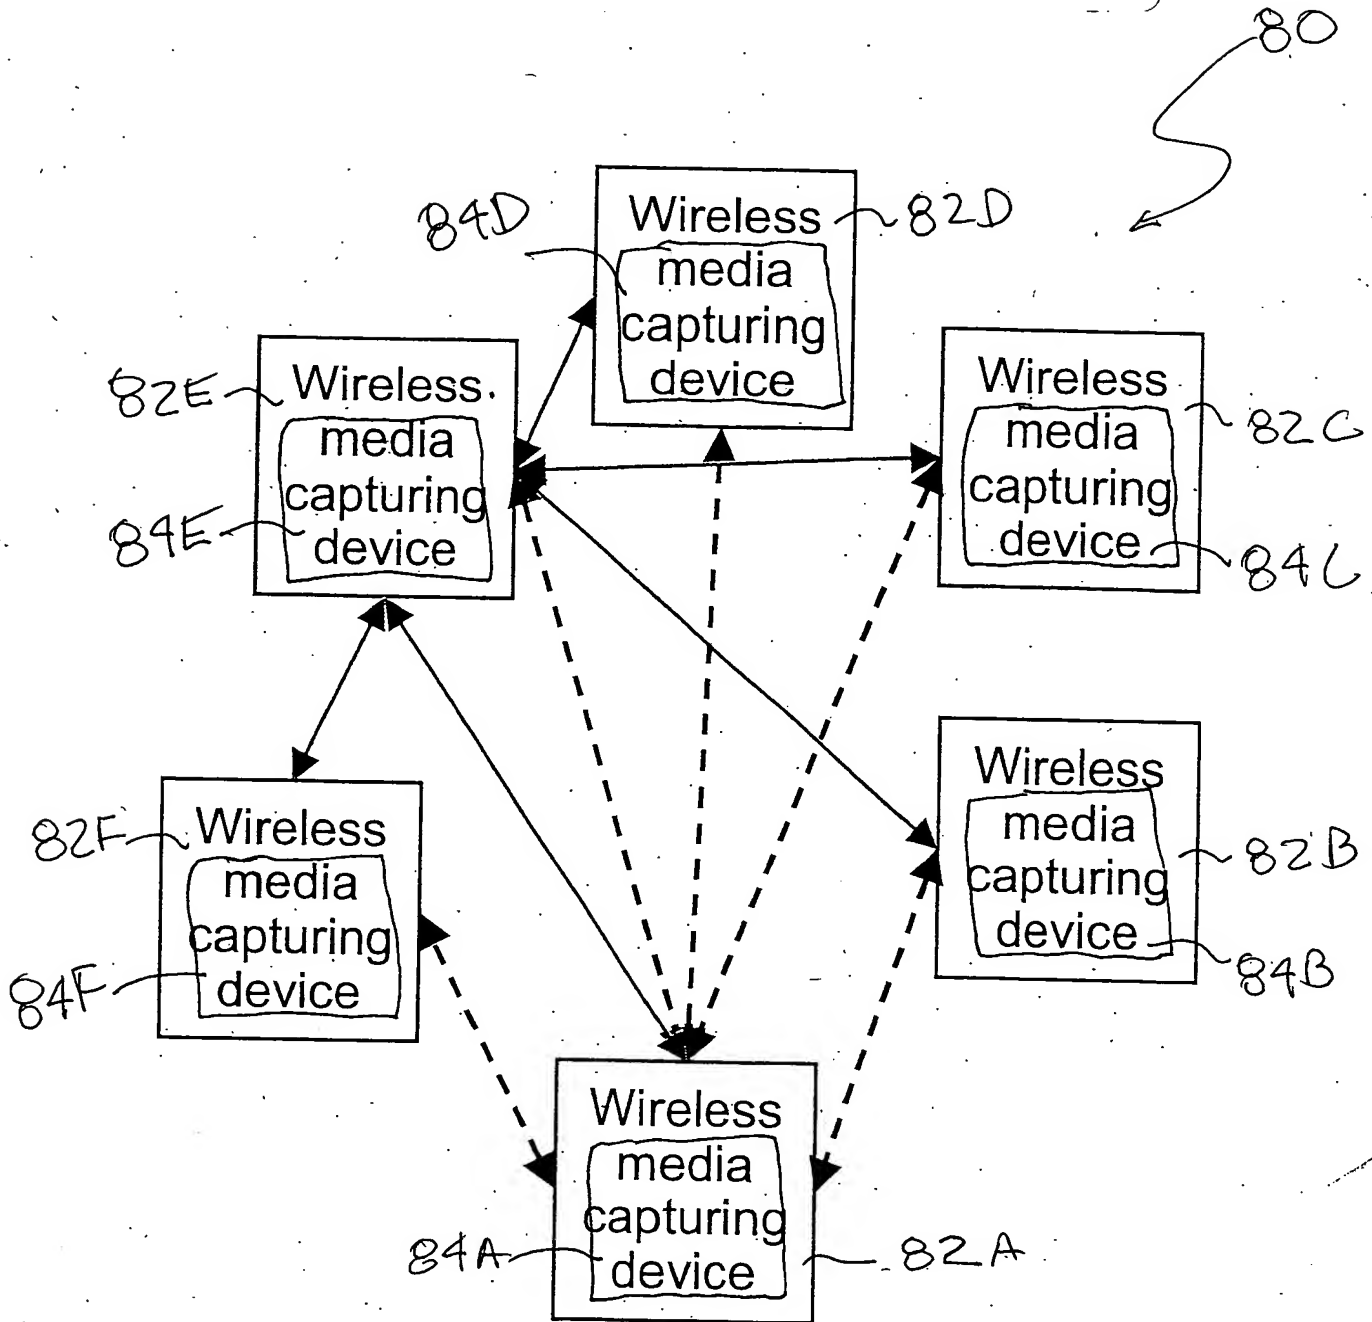 80
84D
Wireless
media
capturing
device
82D
82E
Wireless
media
capturing
device
84E
Wireless
media
capturing
device
82C
84C
82F
Wireless
media
capturing
device
84F
Wireless
media
capturing
device
82B
84B
Wireless
media
capturing
device
84A
82A